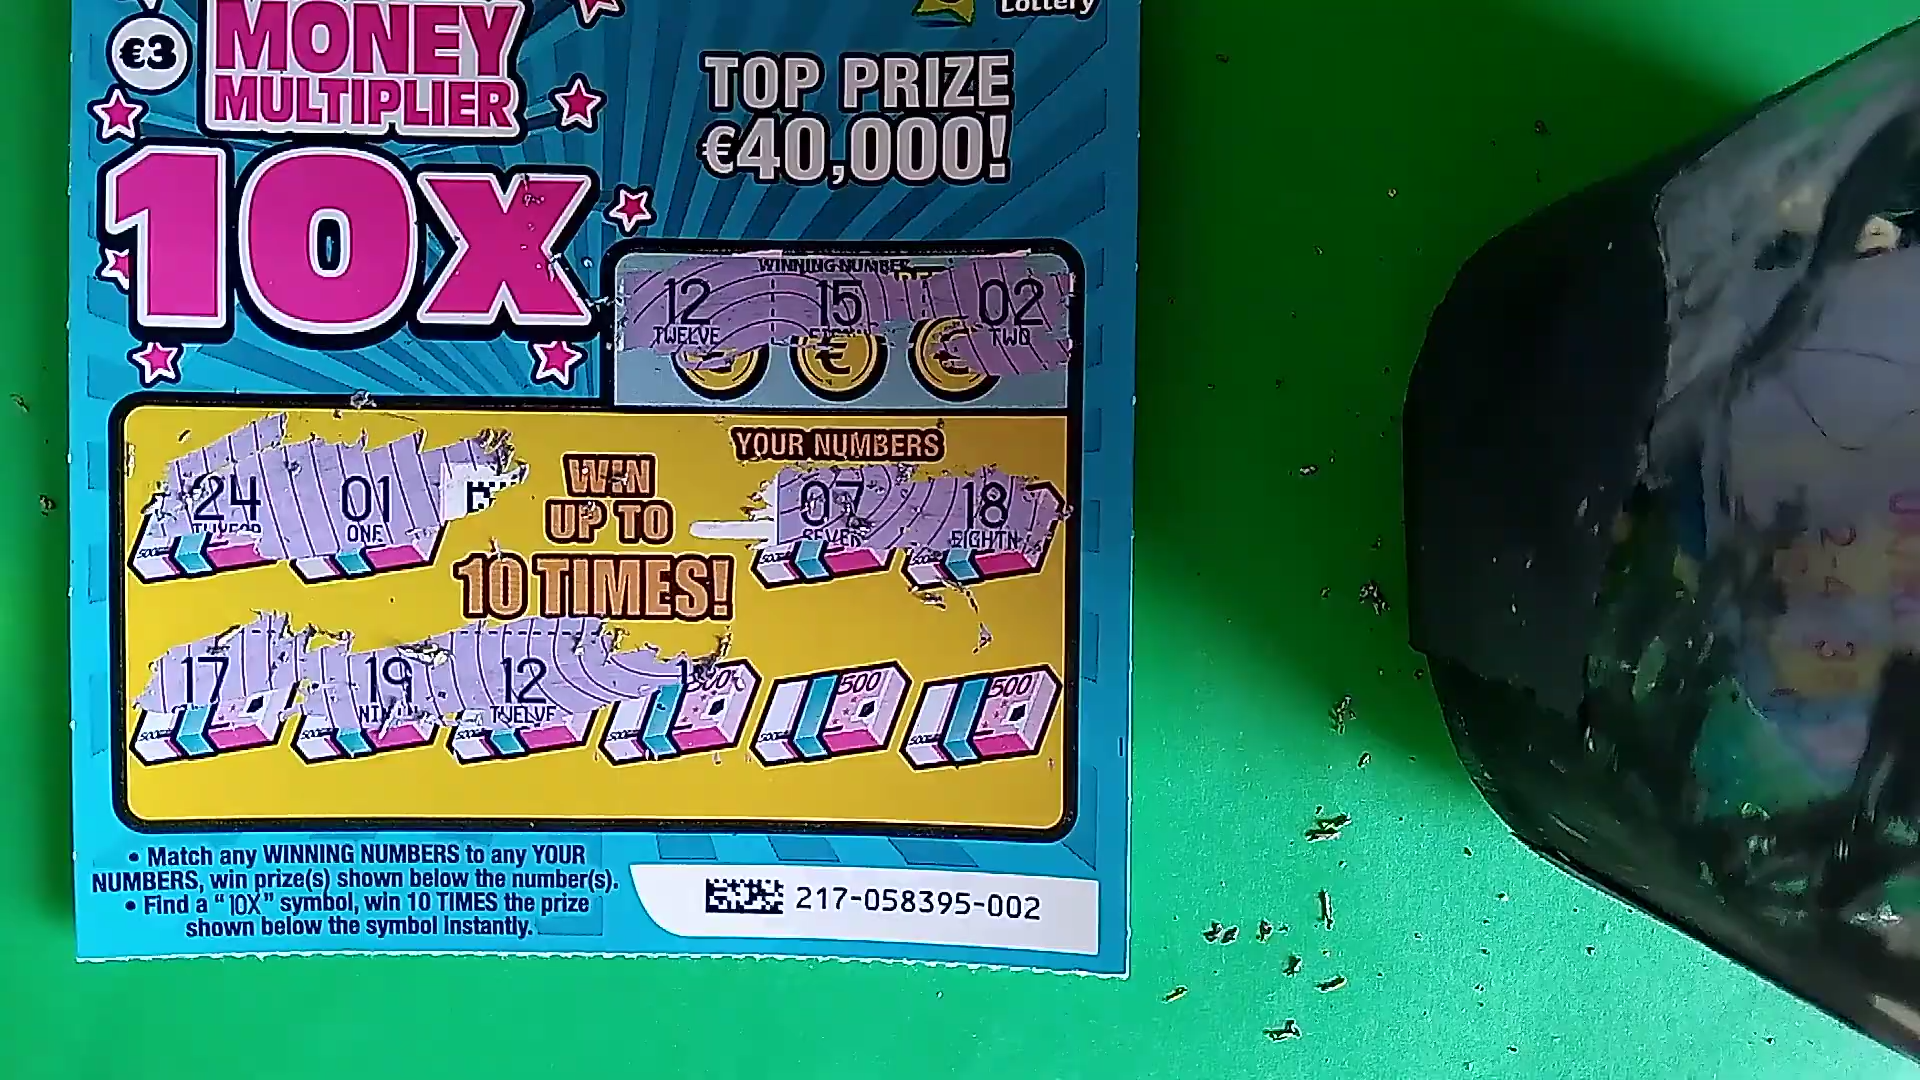 Lottery
€3
MONEY
MULTIPLIER
10X
TOP PRIZE
€40,000!
WINNING NUMBER
12 15 02
TWELVE TWO
YOUR NUMBERS
24 01
ONE
WIN
UP TO
10 TIMES!
07 18
SEVEN EIGHTN
17 19 12
TWELVE
500 500 500
• Match any WINNING NUMBERS to any YOUR
NUMBERS, win prize(s) shown below the number(s).
• Find a “10X” symbol, win 10 TIMES the prize
shown below the symbol instantly.
217-058395-002